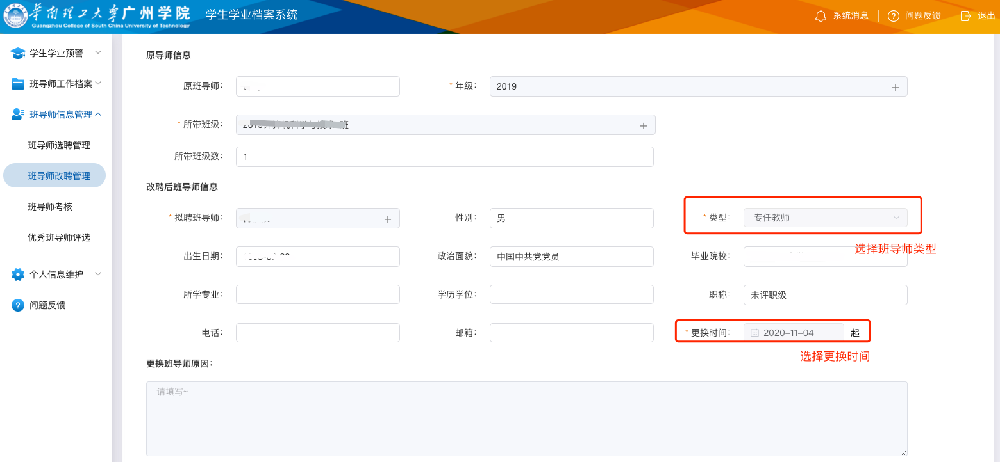 华南理工大学广州学院
Guangzhou College of South China University of Technology
学生学业档案系统
系统消息
问题反馈
退出
学生学业预警
班导师工作档案
班导师信息管理
班导师选聘管理
班导师改聘管理
班导师考核
优秀班导师评选
个人信息维护
问题反馈
原导师信息
原班导师:
* 年级: 2019
* 所带班级: 班
所带班级数: 1
改聘后班导师信息
* 拟聘班导师:
性别: 男
* 类型: 专任教师
选择班导师类型
出生日期:
政治面貌: 中国中共党党员
毕业院校:
所学专业:
学历学位:
职称: 未评职级
电话:
邮箱:
* 更换时间: 2020-11-04 起
选择更换时间
更换班导师原因:
请填写~